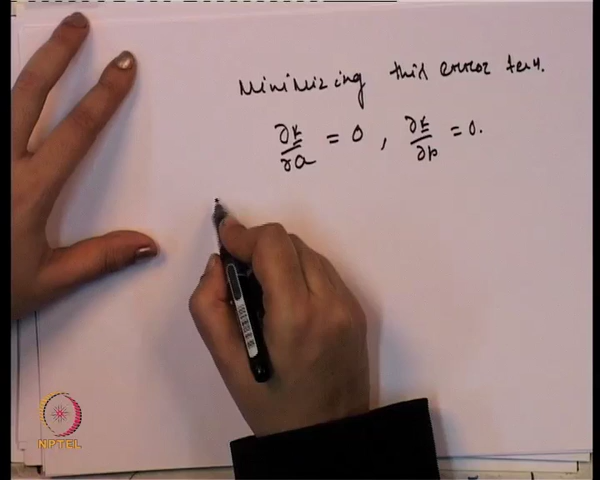 Minimizing this error term.
∂E/∂a = 0 , ∂E/∂b = 0.
NPTEL